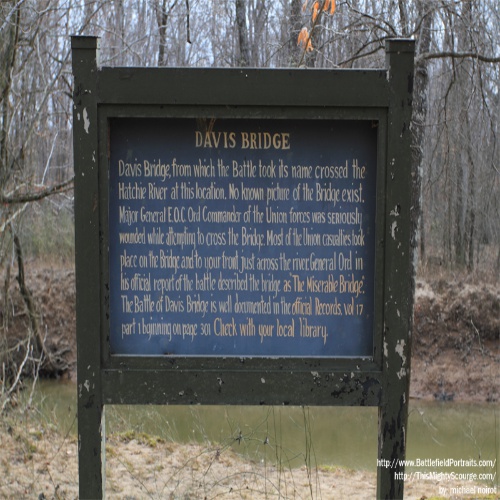 DAVIS BRIDGE
Davis Bridge, from which the Battle took its name crossed the
Hatchie River at this location. No known picture of the Bridge exist.
Major General E.O.C. Ord Commander of the Union forces was seriously
wounded while attempting to cross the Bridge. Most of the Union casualties took
place on the Bridge and to your front just across the river. General Ord in
his official report of the battle described the bridge as The Miserable Bridge".
The Battle of Davis Bridge is well documented in the official Records, vol 17
part 1 biginning on page 301 Check with your local library.
http://www.BattlefieldPortraits.com/
http://ThisMightyScourge.com/
by: michael noirot